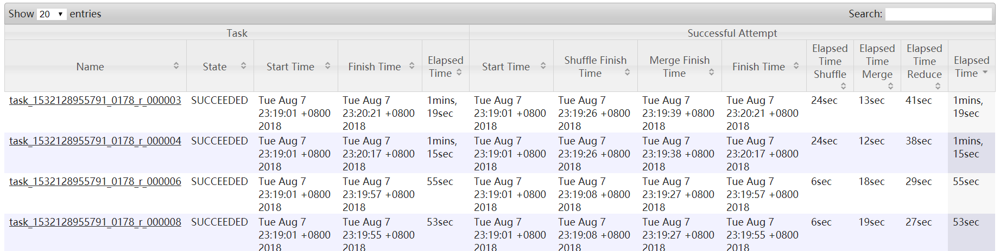 Show 20 entries Search:
Task Successful Attempt
Name State Start Time Finish Time Elapsed Time Start Time Shuffle Finish Time Merge Finish Time Finish Time Elapsed Time Shuffle Elapsed Time Merge Elapsed Time Reduce Elapsed Time
task_1532128955791_0178_r_000003 SUCCEEDED Tue Aug 7 Tue Aug 7 1mins, Tue Aug 7 Tue Aug 7 Tue Aug 7 Tue Aug 7 24sec 13sec 41sec 1mins,
23:19:01 +0800 23:20:21 +0800 19sec 23:19:01 +0800 23:19:26 +0800 23:19:39 +0800 23:20:21 +0800 19sec
2018 2018 2018 2018 2018 2018
task_1532128955791_0178_r_000004 SUCCEEDED Tue Aug 7 Tue Aug 7 1mins, Tue Aug 7 Tue Aug 7 Tue Aug 7 Tue Aug 7 24sec 12sec 38sec 1mins,
23:19:01 +0800 23:20:17 +0800 15sec 23:19:01 +0800 23:19:26 +0800 23:19:38 +0800 23:20:17 +0800 15sec
2018 2018 2018 2018 2018 2018
task_1532128955791_0178_r_000006 SUCCEEDED Tue Aug 7 Tue Aug 7 55sec Tue Aug 7 Tue Aug 7 Tue Aug 7 Tue Aug 7 6sec 18sec 29sec 55sec
23:19:01 +0800 23:19:57 +0800 23:19:01 +0800 23:19:08 +0800 23:19:27 +0800 23:19:57 +0800
2018 2018 2018 2018 2018 2018
task_1532128955791_0178_r_000008 SUCCEEDED Tue Aug 7 Tue Aug 7 53sec Tue Aug 7 Tue Aug 7 Tue Aug 7 Tue Aug 7 6sec 19sec 27sec 53sec
23:19:01 +0800 23:19:55 +0800 23:19:01 +0800 23:19:08 +0800 23:19:27 +0800 23:19:55 +0800
2018 2018 2018 2018 2018 2018